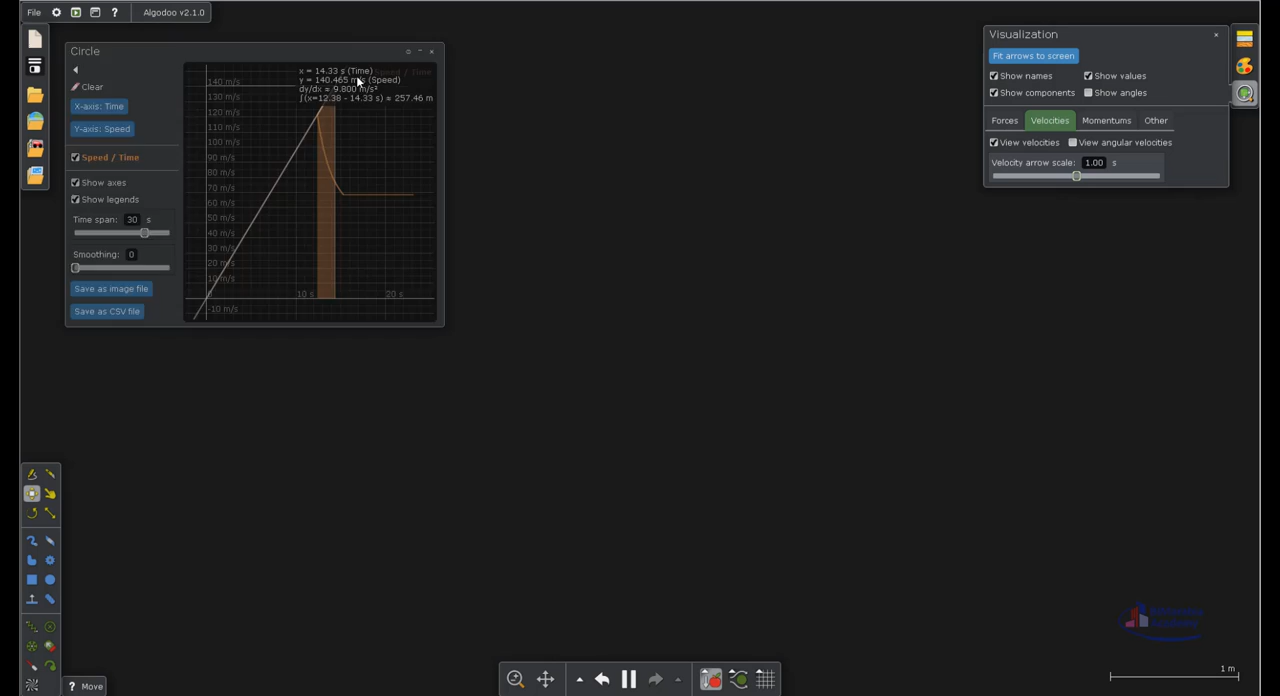 File
?
Algodoo v2.1.0
Circle
Clear
X-axis: Time
Y-axis: Speed
Speed / Time
Show axes
Show legends
Time span: 30 s
Smoothing: 0
Save as image file
Save as CSV file
x = 14.33 s (Time)
y = 140.465 m/s (Speed)
dy/dx ≈ 9.800 m/s²
∫(x=12.38 - 14.33 s) ≈ 257.46 m
Speed / Time
140 m/s
130 m/s
120 m/s
110 m/s
100 m/s
90 m/s
80 m/s
70 m/s
60 m/s
50 m/s
40 m/s
30 m/s
20 m/s
10 m/s
0
10 s
20 s
-10 m/s
Visualization
Fit arrows to screen
Show names
Show values
Show components
Show angles
Forces
Velocities
Momentums
Other
View velocities
View angular velocities
Velocity arrow scale: 1.00 s
? Move
1 m